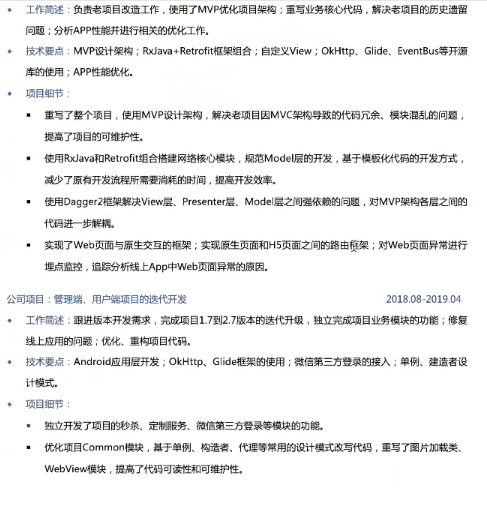 工作简述：负责老项目改造工作，使用了MVP优化项目架构；重写业务核心代码，解决老项目的历史遗留
问题；分析APP性能并进行相关的优化工作。
技术要点：MVP设计架构；RxJava+Retrofit框架组合；自定义View；OkHttp、Glide、EventBus等开源
库的使用；APP性能优化。
项目细节：
重写了整个项目，使用MVP设计架构，解决老项目因MVC架构导致的代码冗余、模块混乱的问题，
提高了项目的可维护性。
使用RxJava和Retrofit组合搭建网络核心模块，规范Model层的开发，基于模板化代码的开发方式，
减少了原有开发流程所需要消耗的时间，提高开发效率。
使用Dagger2框架解决View层、Presenter层、Model层之间强依赖的问题，对MVP架构各层之间的
代码进一步解耦。
实现了Web页面与原生交互的框架；实现原生页面和H5页面之间的路由框架；对Web页面异常进行
埋点监控，追踪分析线上App中Web页面异常的原因。
公司项目：管理端、用户端项目的迭代开发 2018.08-2019.04
工作简述：跟进版本开发需求，完成项目1.7到2.7版本的迭代升级，独立完成项目业务模块的功能；修复
线上应用的问题；优化、重构项目代码。
技术要点：Android应用层开发；OkHttp、Glide框架的使用；微信第三方登录的接入；单例、建造者设
计模式。
项目细节：
独立开发了项目的秒杀、定制服务、微信第三方登录等模块的功能。
优化项目Common模块，基于单例、构造者、代理等常用的设计模式改写代码，重写了图片加载类、
WebView模块，提高了代码可读性和可维护性。